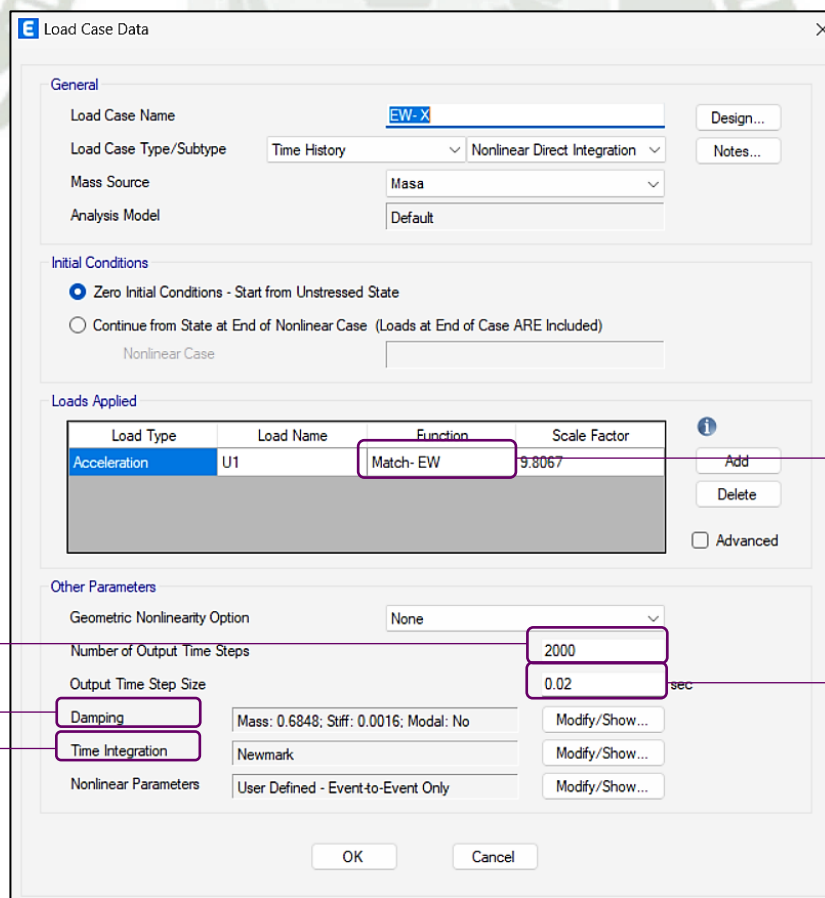 E Load Case Data
General
Load Case Name EW- X Design...
Load Case Type/Subtype Time History Nonlinear Direct Integration Notes...
Mass Source Masa
Analysis Model Default
Initial Conditions
Zero Initial Conditions - Start from Unstressed State
Continue from State at End of Nonlinear Case (Loads at End of Case ARE Included)
Nonlinear Case
Loads Applied
Load Type Load Name Function Scale Factor i
Acceleration U1 Match- EW 9.8067 Add
Delete
Advanced
Other Parameters
Geometric Nonlinearity Option None
Number of Output Time Steps 2000
Output Time Step Size 0.02 sec
Damping Mass: 0.6848; Stiff: 0.0016; Modal: No Modify/Show...
Time Integration Newmark Modify/Show...
Nonlinear Parameters User Defined - Event-to-Event Only Modify/Show...
OK Cancel